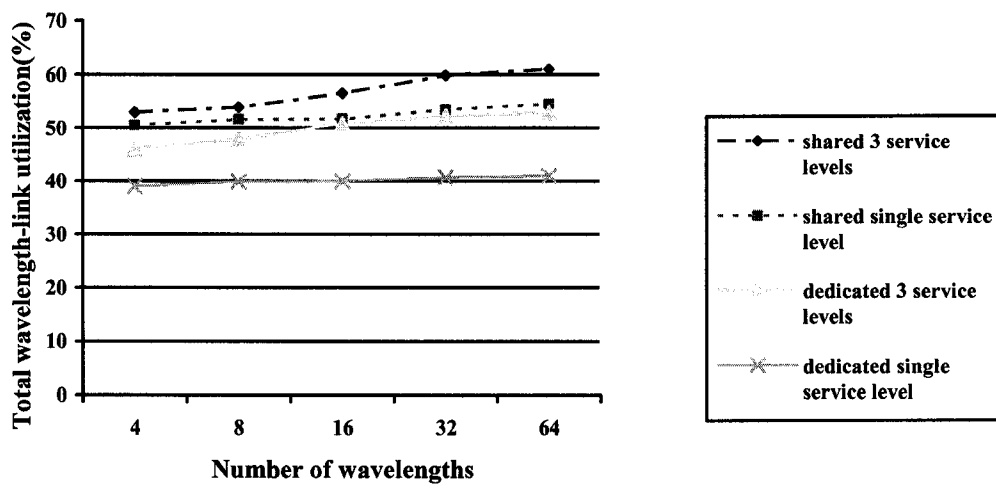 Total wavelength-link utilization(%)
70
60
50
40
30
20
10
0
4 8 16 32 64
Number of wavelengths
shared 3 service
levels
shared single service
level
dedicated 3 service
levels
dedicated single
service level